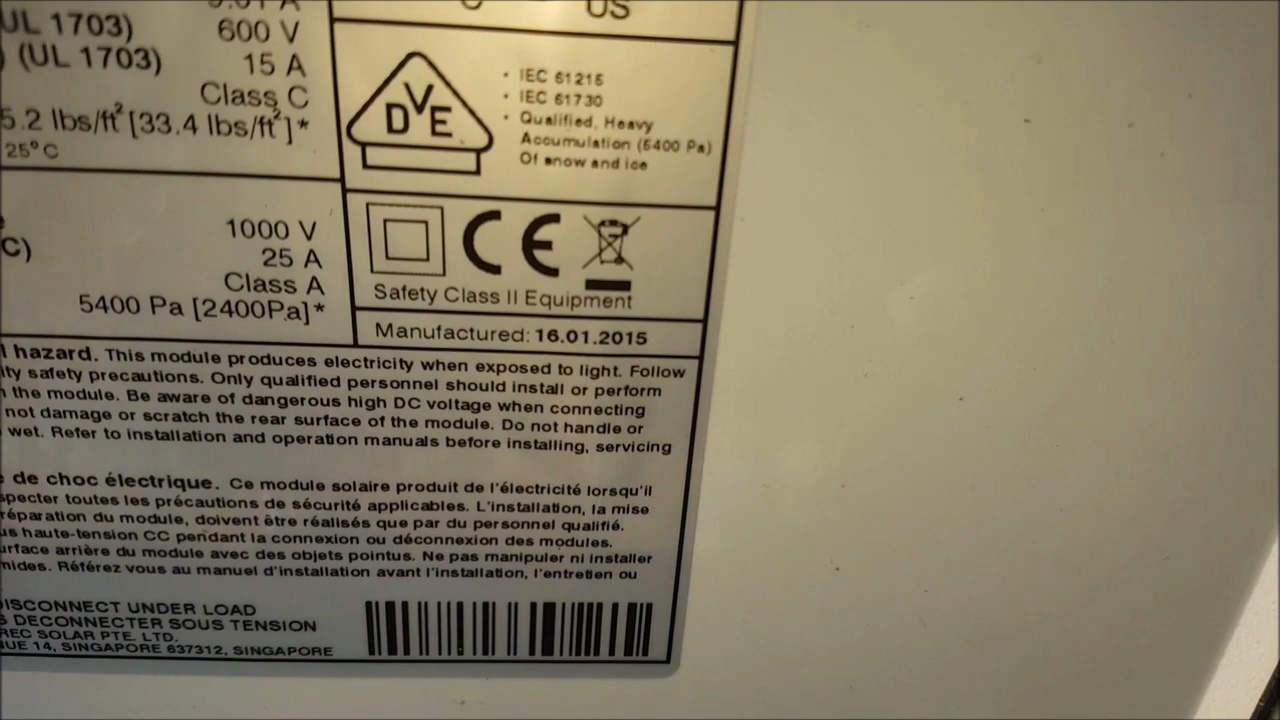 9.01 A
UL 1703) 600 V
(UL 1703) 15 A
Class C
5.2 lbs/ft² [33.4 lbs/ft²]*
25°C
C US
DVE
• IEC 61215
• IEC 61730
• Qualified, Heavy
Accumulation (5400 Pa)
Of snow and ice
1000 V
C) 25 A
Class A
5400 Pa [2400Pa]*
CE
Safety Class II Equipment
Manufactured: 16.01.2015
hazard. This module produces electricity when exposed to light. Follow
safety precautions. Only qualified personnel should install or perform
the module. Be aware of dangerous high DC voltage when connecting
not damage or scratch the rear surface of the module. Do not handle or
wet. Refer to installation and operation manuals before installing, servicing
de choc électrique. Ce module solaire produit de l'électricité lorsqu'il
specter toutes les précautions de sécurité applicables. L'installation, la mise
réparation du module, doivent être réalisés que par du personnel qualifié.
us haute-tension CC pendant la connexion ou déconnexion des modules.
urface arrière du module avec des objets pointus. Ne pas manipuler ni installer
mides. Référez vous au manuel d'installation avant l'installation, l'entretien ou
DISCONNECT UNDER LOAD
S DECONNECTER SOUS TENSION
REC SOLAR PTE. LTD.
NUE 14, SINGAPORE 637312, SINGAPORE